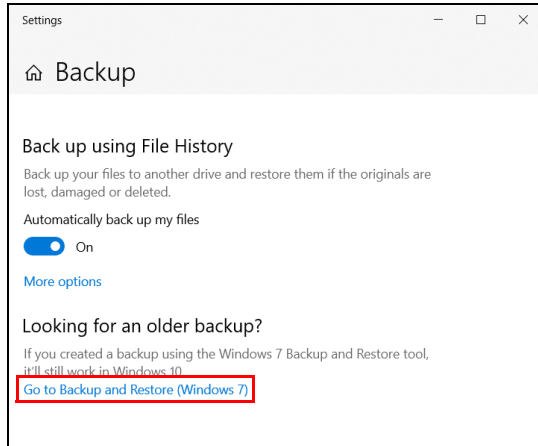 Settings
Backup
Back up using File History
Back up your files to another drive and restore them if the originals are
lost, damaged or deleted.
Automatically back up my files
On
More options
Looking for an older backup?
If you created a backup using the Windows 7 Backup and Restore tool,
it'll still work in Windows 10.
Go to Backup and Restore (Windows 7)